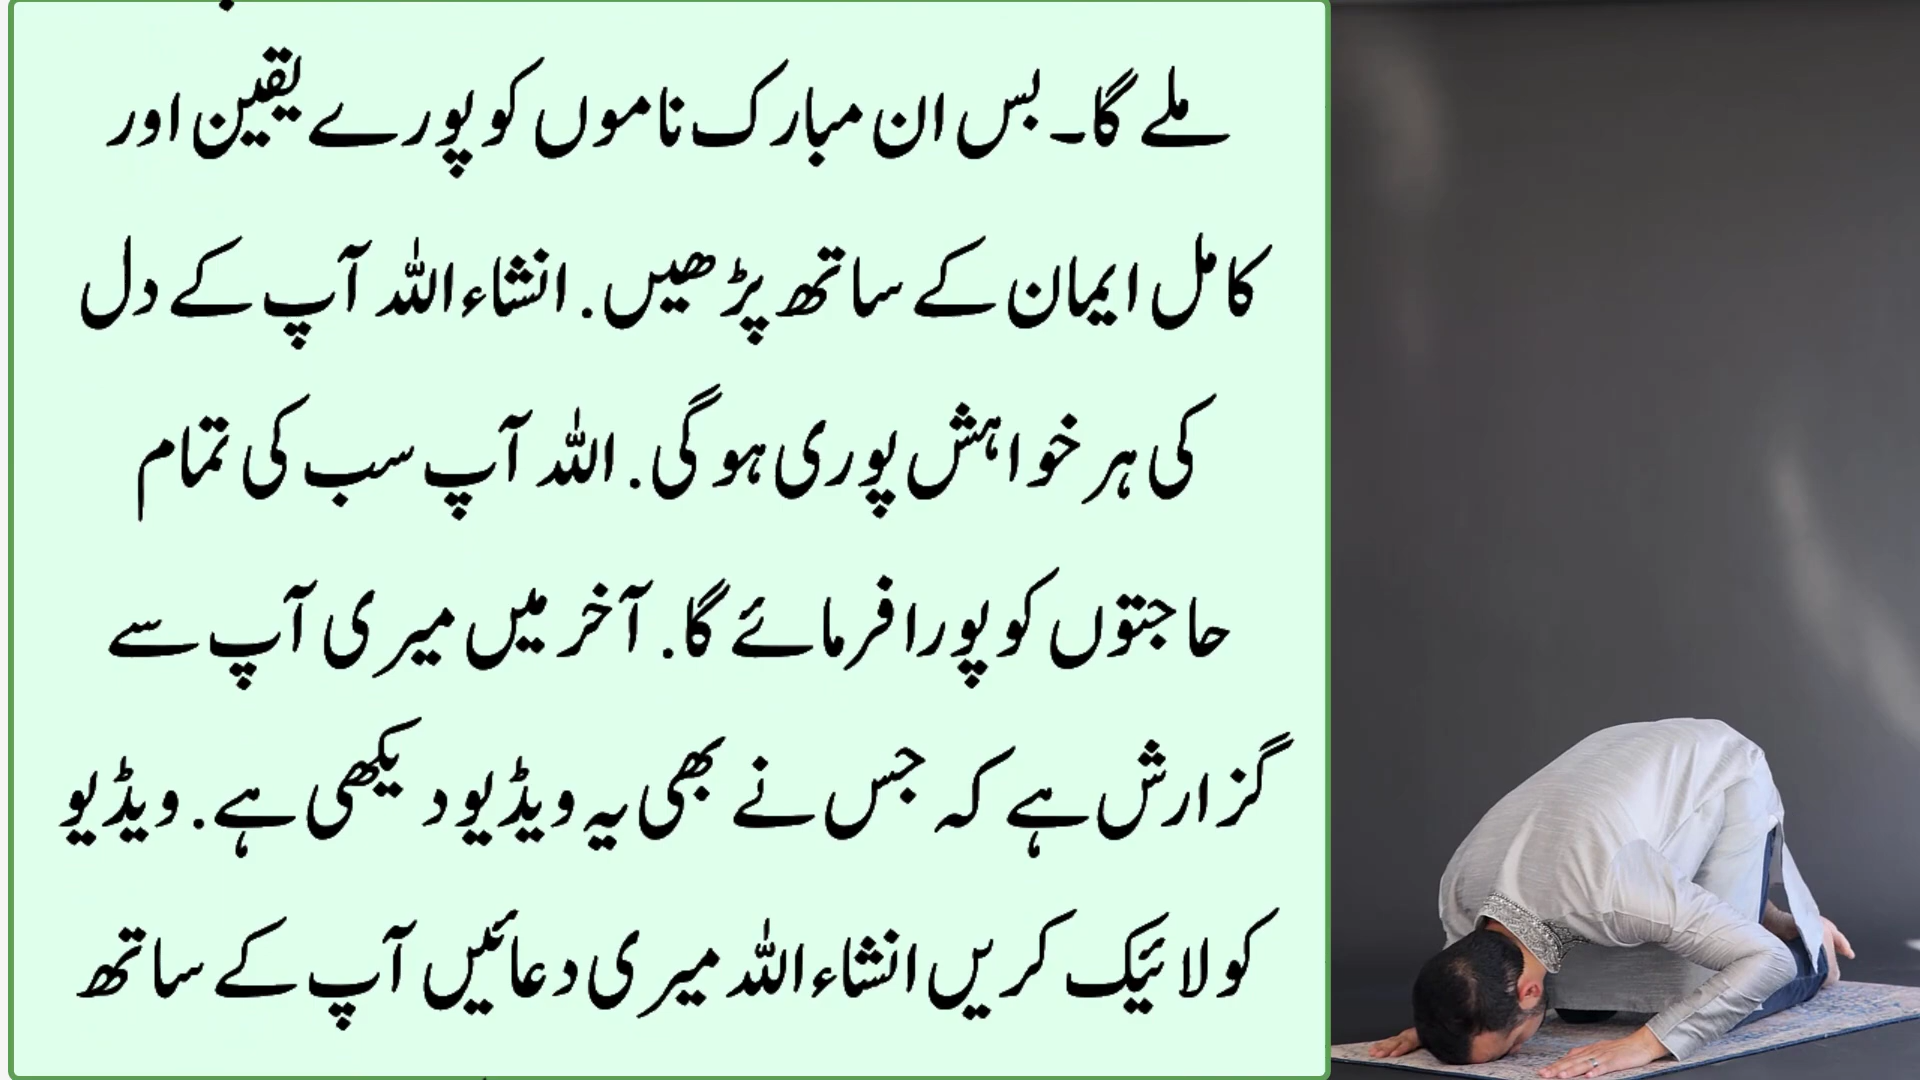 ملے گا۔ بس ان مبارک ناموں کو پورے یقین اور
کامل ایمان کے ساتھ پڑھیں. انشاء اللہ آپ کے دل
کی ہر خواہش پوری ہو گی. اللہ آپ سب کی تمام
حاجتوں کو پورا فرمائے گا. آخر میں میری آپ سے
گزارش ہے کہ جس نے بھی یہ ویڈیو دیکھی ہے. ویڈیو
کو لائیک کریں انشاء اللہ میری دعائیں آپ کے ساتھ